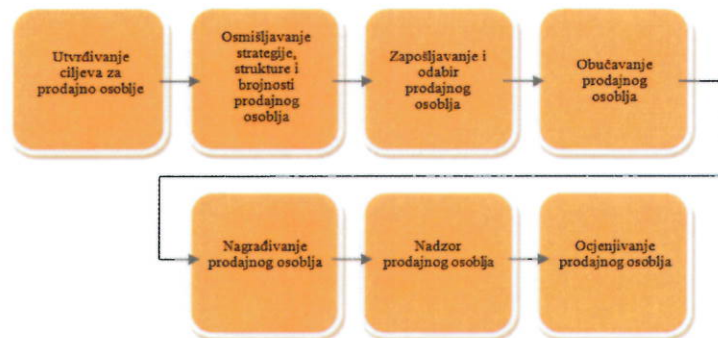 Utvrđivanje
ciljeva za
prodajno osoblje
Osmišljavanje
strategije,
strukture i
brojnosti
prodajnog
osoblja
Zapošljavanje i
odabir
prodajnog
osoblja
Obučavanje
prodajnog
osoblja
Nagrađivanje
prodajnog osoblja
Nadzor
prodajnog osoblja
Ocjenjivanje
prodajnog osoblja